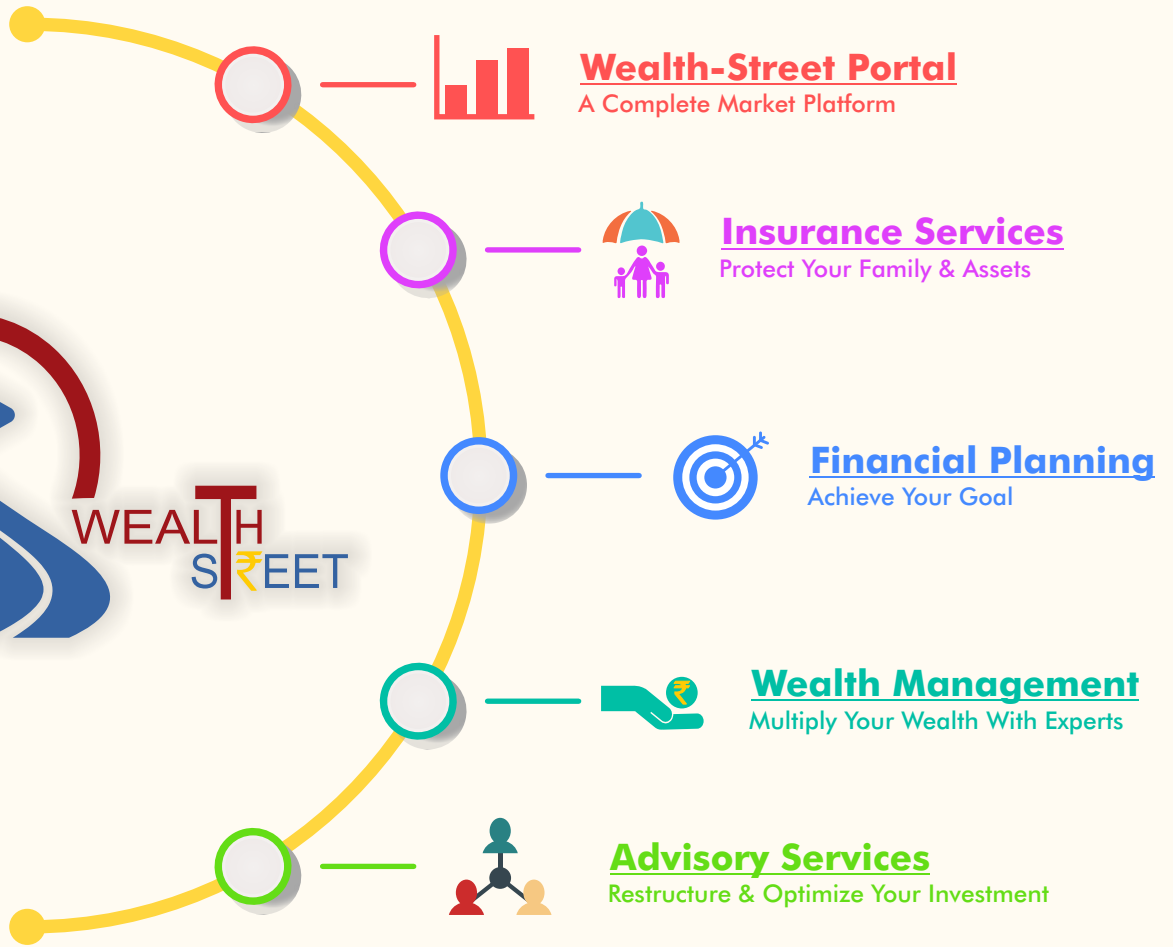 Wealth-Street Portal
A Complete Market Platform
Insurance Services
Protect Your Family & Assets
WEALTH
ST₹EET
Financial Planning
Achieve Your Goal
Wealth Management
Multiply Your Wealth With Experts
₹
Advisory Services
Restructure & Optimize Your Investment